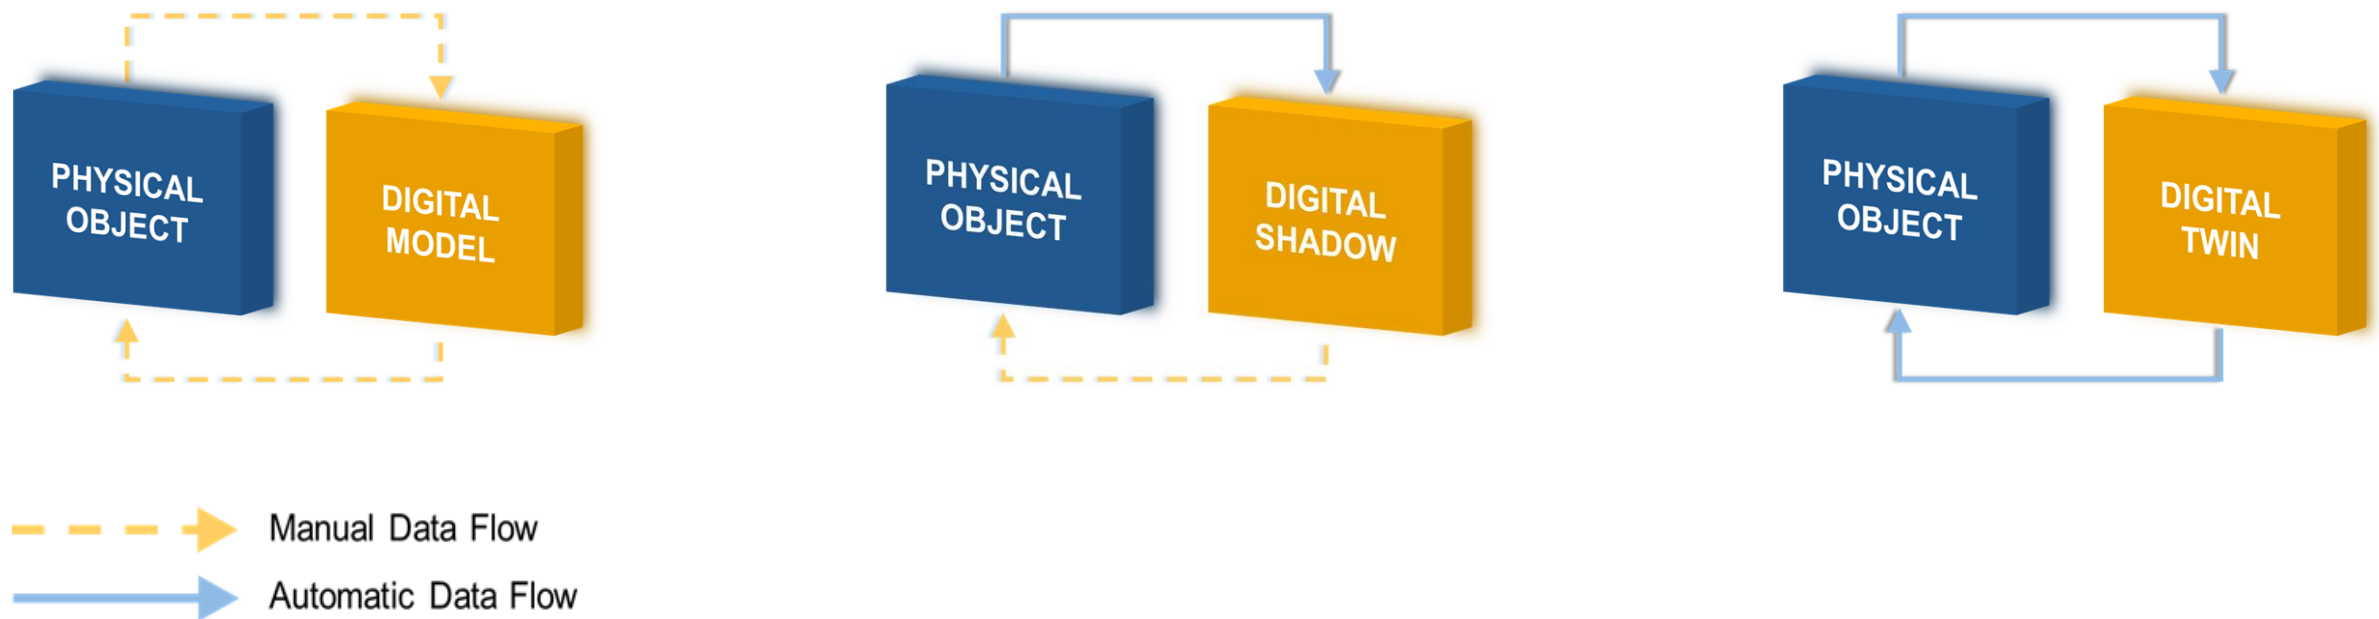 PHYSICAL
OBJECT
DIGITAL
MODEL
PHYSICAL
OBJECT
DIGITAL
SHADOW
PHYSICAL
OBJECT
DIGITAL
TWIN
Manual Data Flow
Automatic Data Flow